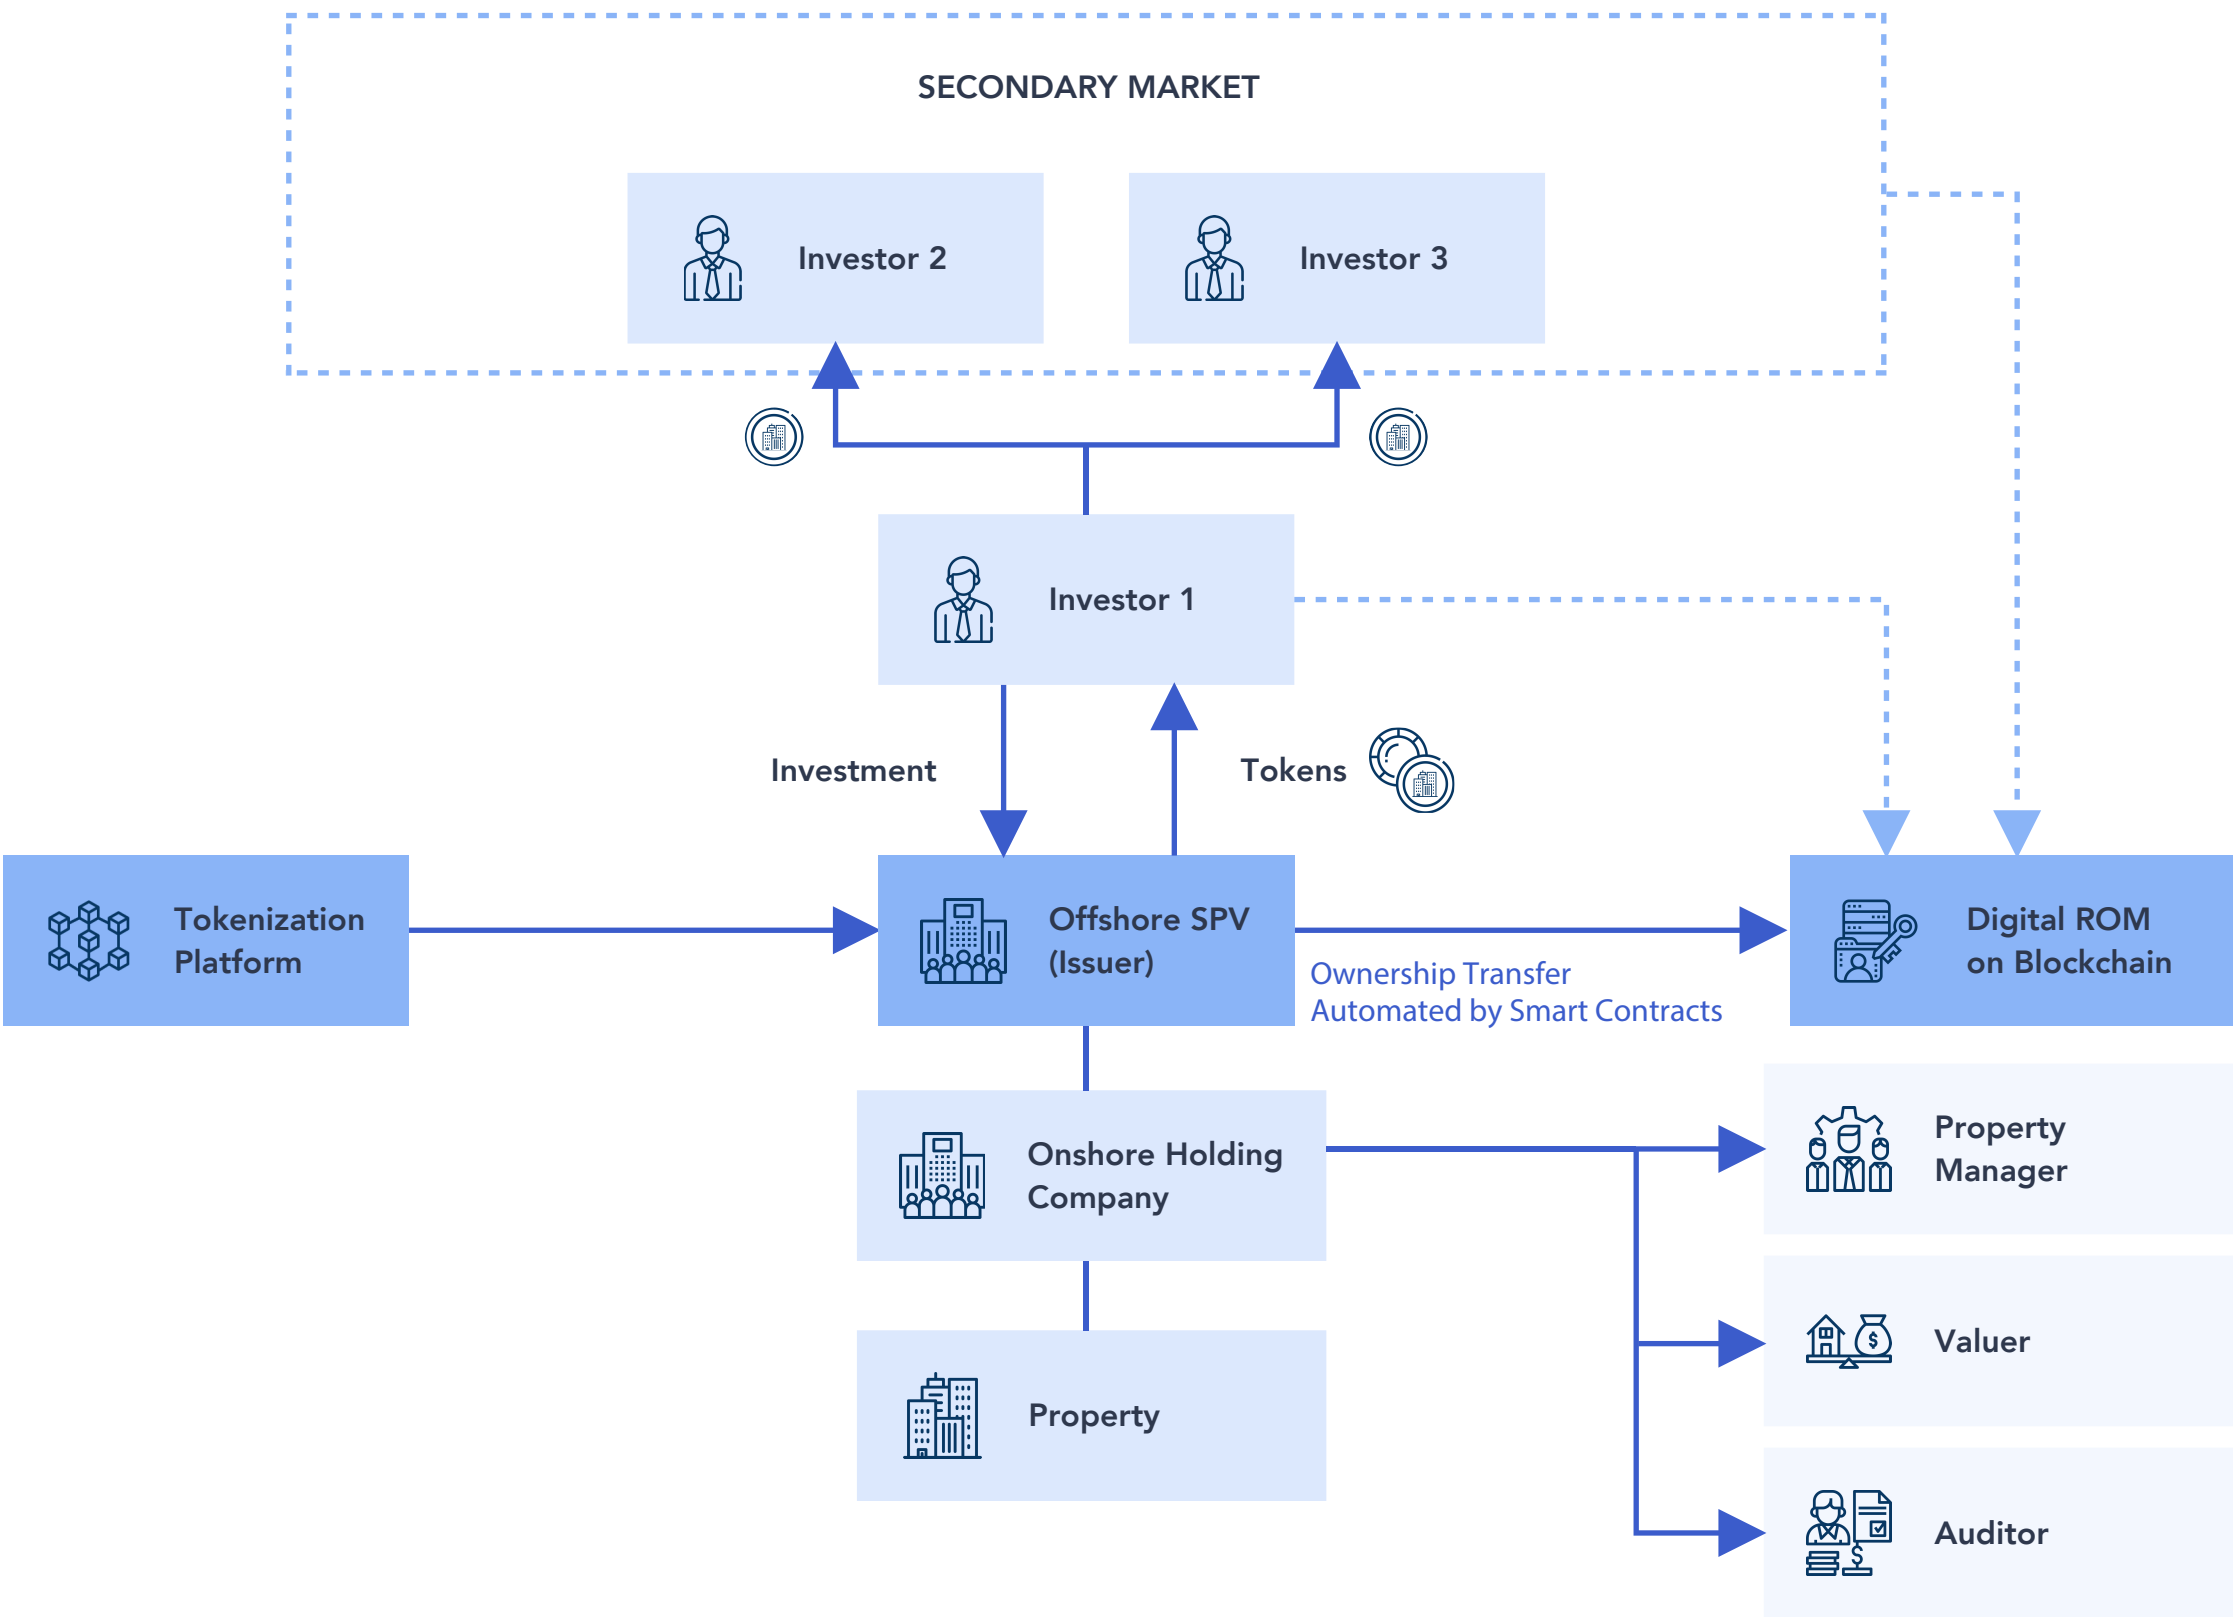 SECONDARY MARKET
Investor 2
Investor 3
Investor 1
Investment
Tokens
Tokenization
Platform
Offshore SPV
(Issuer)
Ownership Transfer
Automated by Smart Contracts
Digital ROM
on Blockchain
Onshore Holding
Company
Property
Manager
Valuer
Property
Auditor